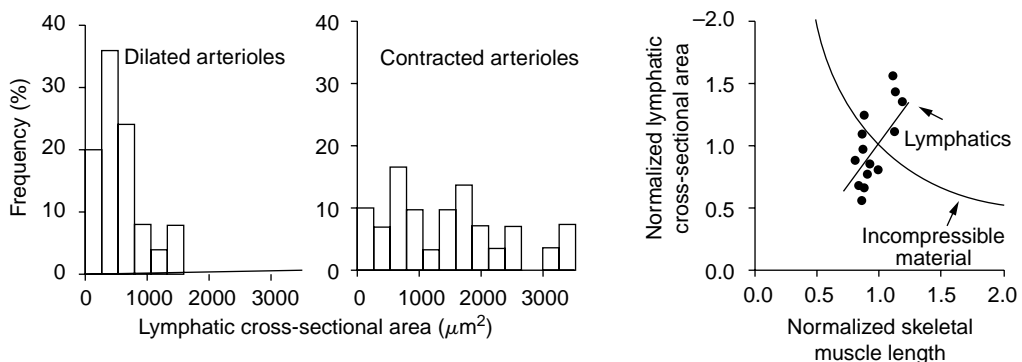 40
30
20
10
0
Frequency (%)
Dilated arterioles
0
1000
2000
3000
40
30
20
10
0
Contracted arterioles
0
1000
2000
3000
Lymphatic cross-sectional area (μm²)
–2.0
1.5
1.0
0.5
0.0
Normalized lymphatic
cross-sectional area
Lymphatics
Incompressible
material
0.0
0.5
1.0
1.5
2.0
Normalized skeletal
muscle length